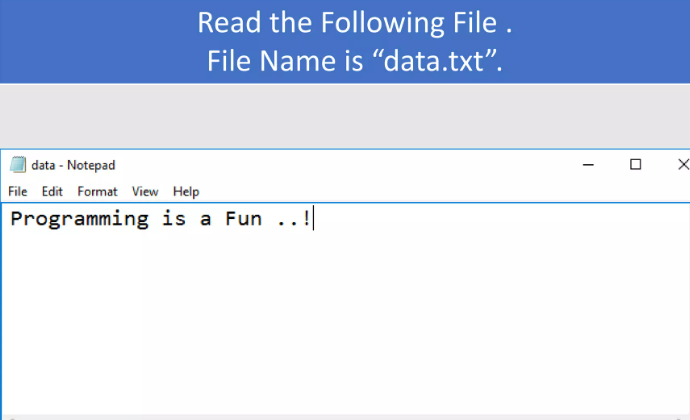 Read the Following File .
File Name is “data.txt”.
data - Notepad
File Edit Format View Help
Programming is a Fun ..!